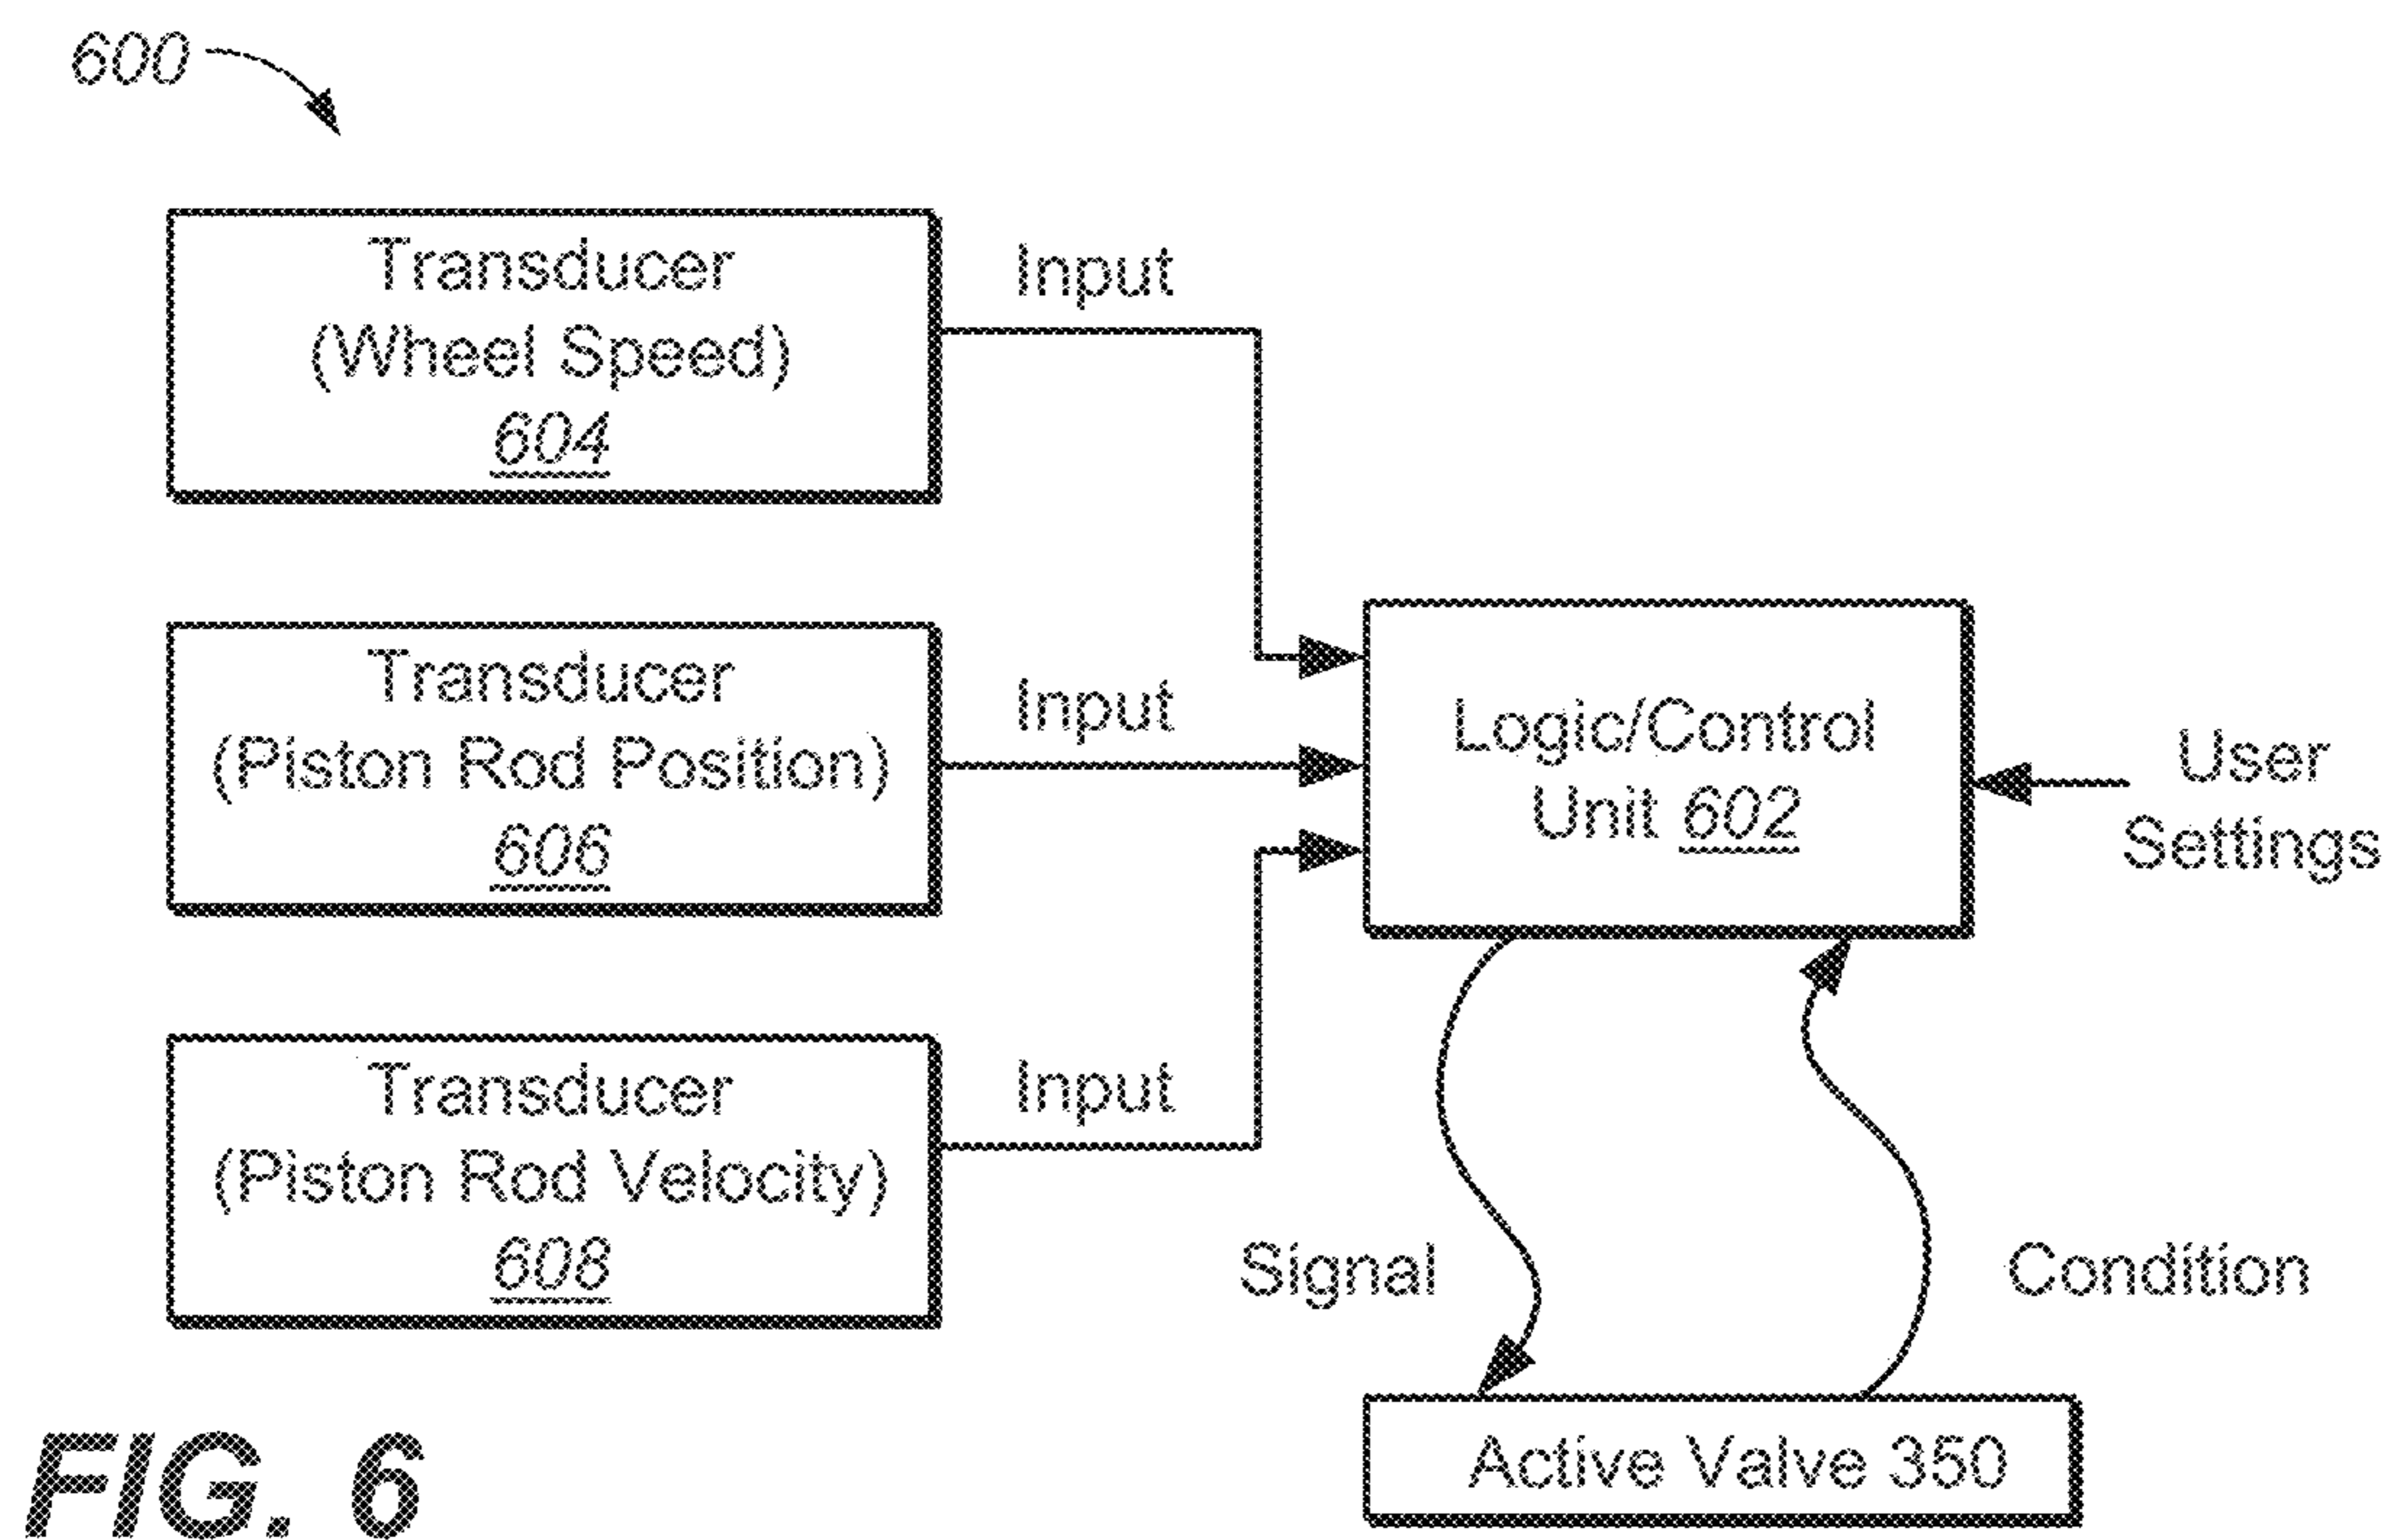 600
Transducer
(Wheel Speed)
604
Input
Transducer
(Piston Rod Position)
606
Input
Logic/Control
Unit 602
User
Settings
Transducer
(Piston Rod Velocity)
608
Input
Signal
Condition
Active Valve 350
FIG. 6